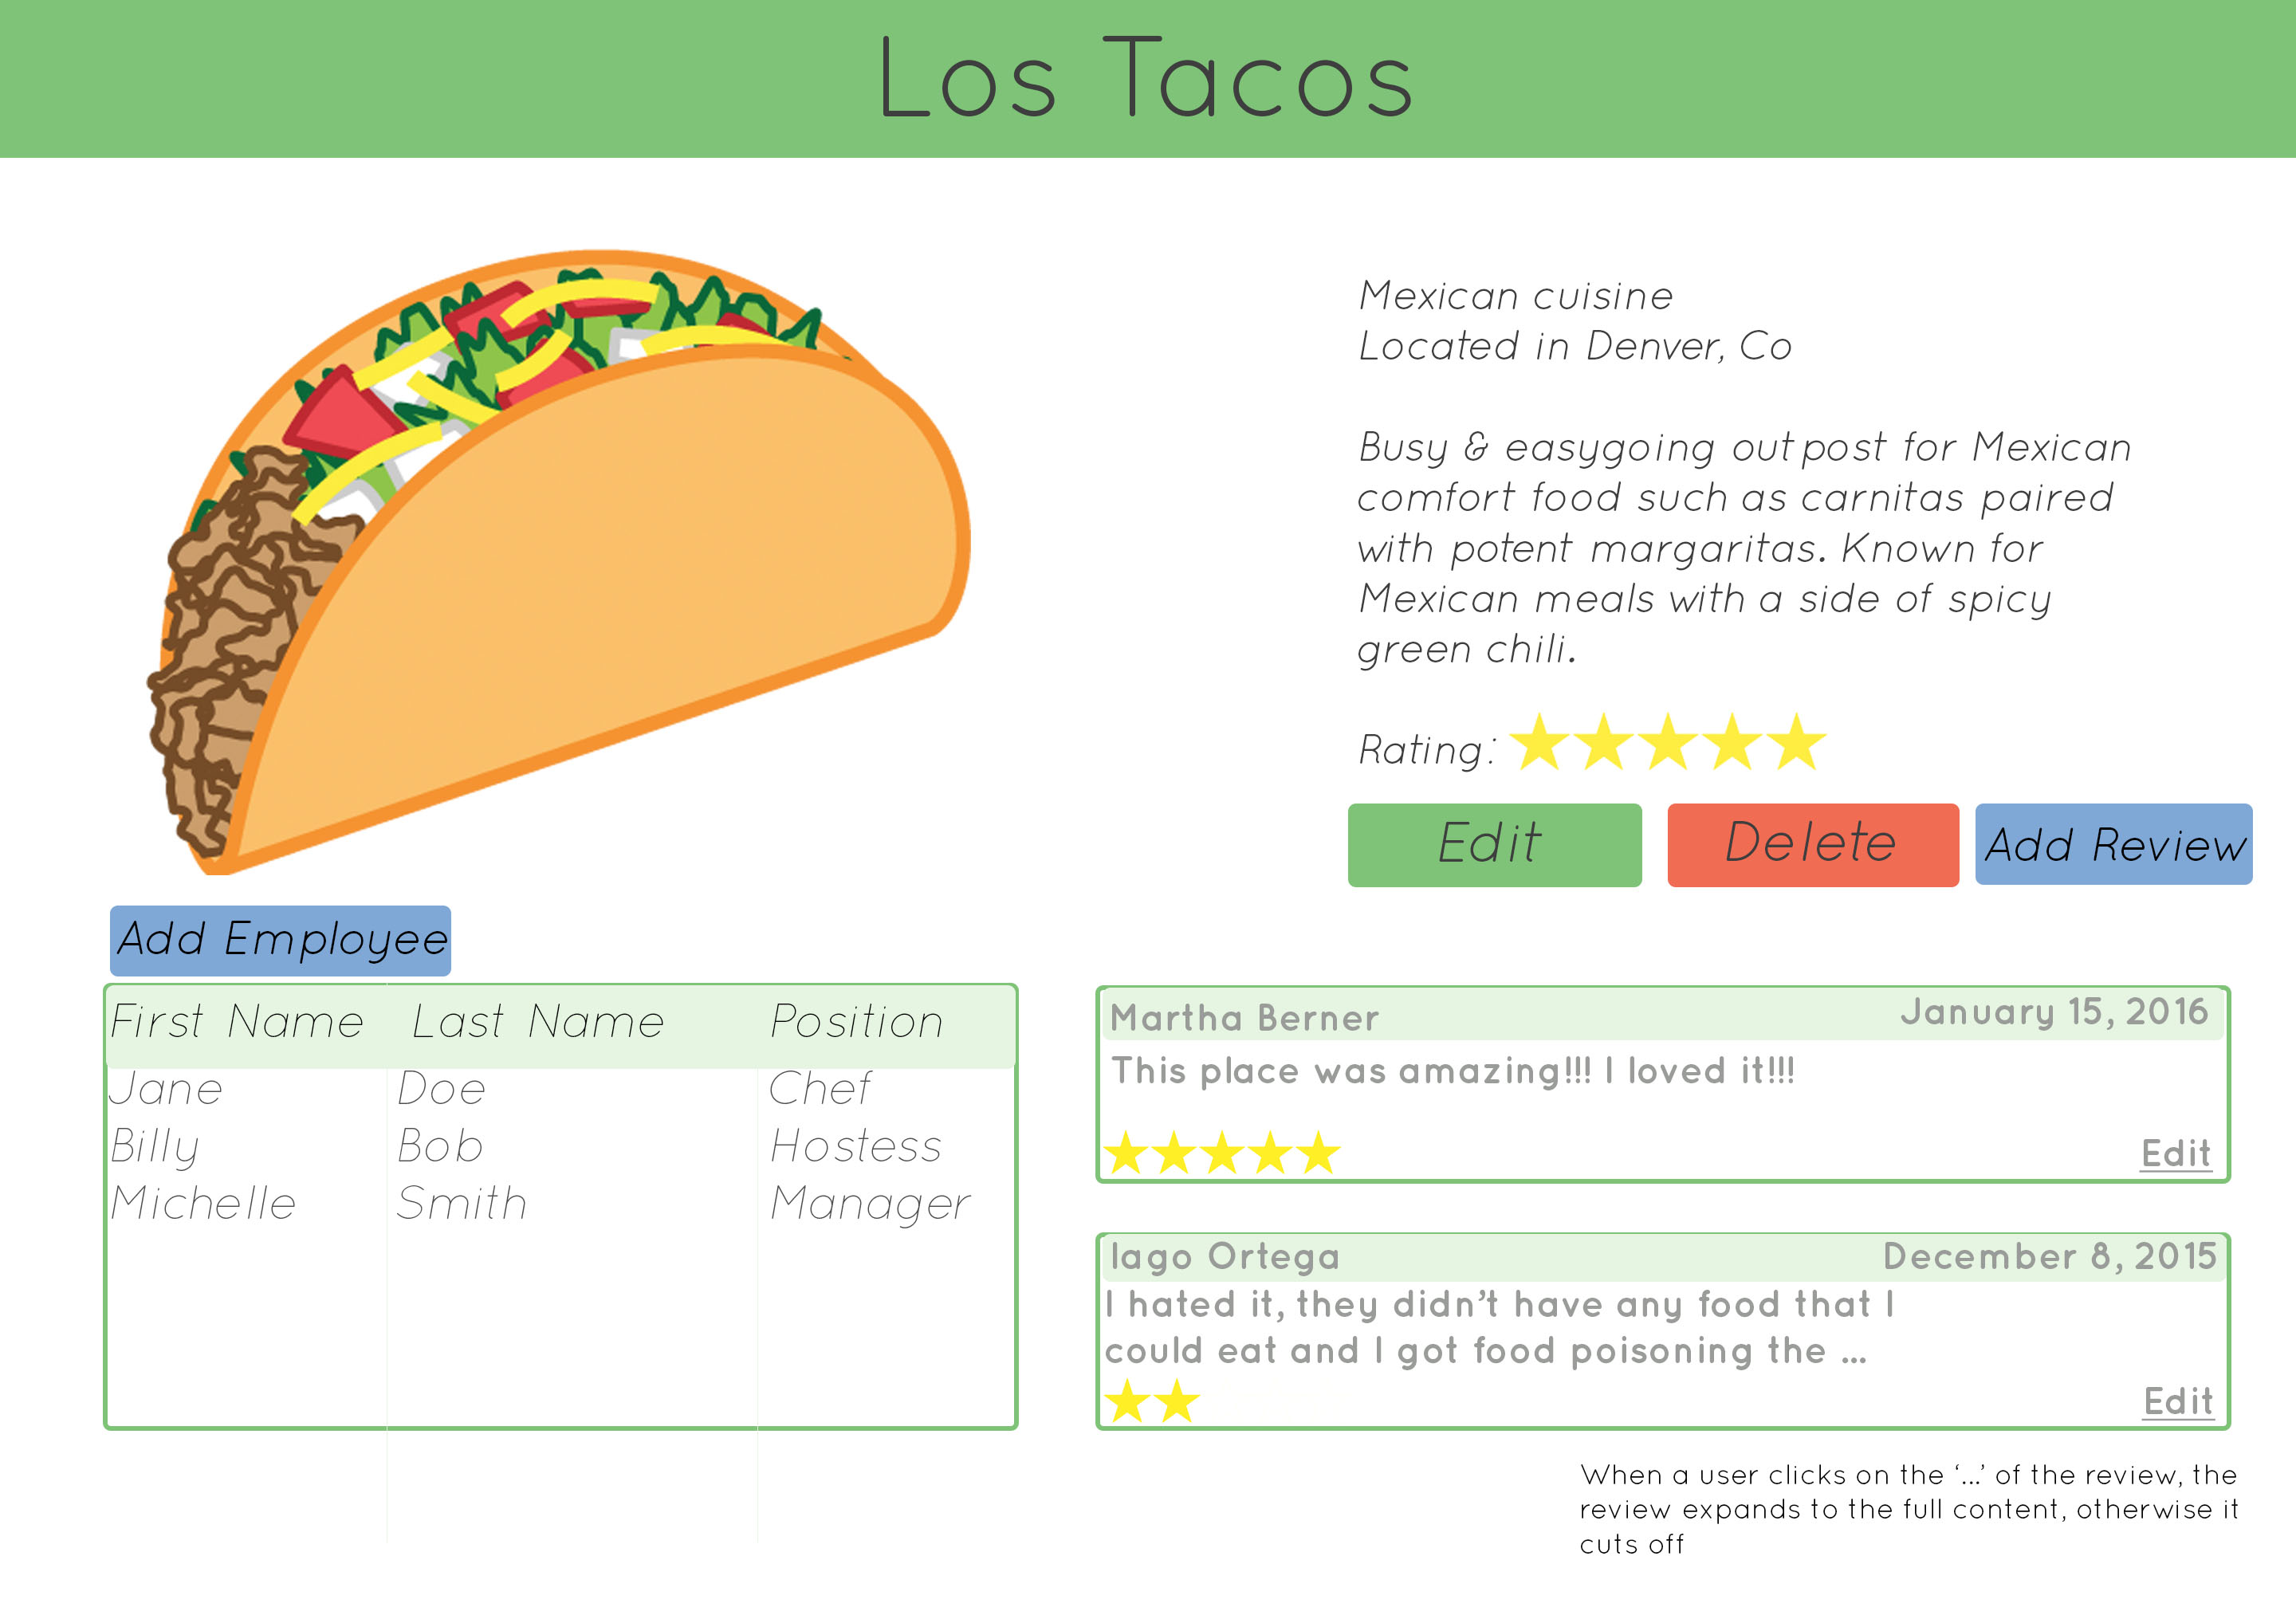 Los Tacos
Mexican cuisine
Located in Denver, Co
Busy & easygoing outpost for Mexican
comfort food such as carnitas paired
with potent margaritas. Known for
Mexican meals with a side of spicy
green chili.
Rating:
Edit
Delete
Add Review
Add Employee
First Name Last Name Position
Jane Doe Chef
Billy Bob Hostess
Michelle Smith Manager
Martha Berner January 15, 2016
This place was amazing!!! I loved it!!!
Edit
Iago Ortega December 8, 2015
I hated it, they didn't have any food that I
could eat and I got food poisoning the ...
Edit
When a user clicks on the ‘...’ of the review, the
review expands to the full content, otherwise it
cuts off